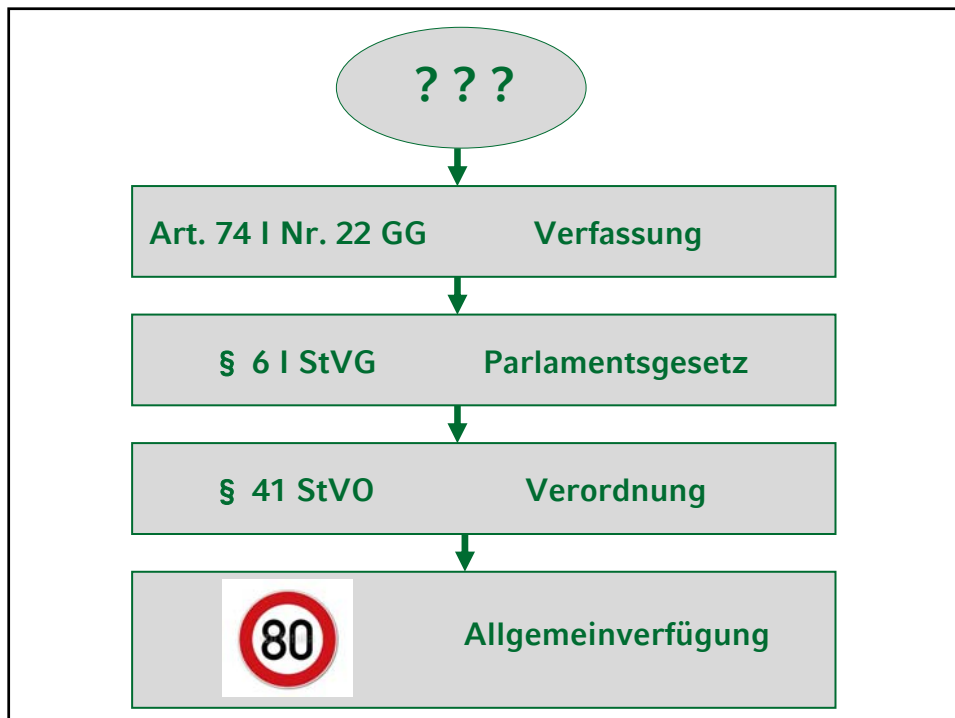 ? ? ?
Art. 74 I Nr. 22 GG Verfassung
§ 6 I StVG Parlamentsgesetz
§ 41 StVO Verordnung
80 Allgemeinverfügung